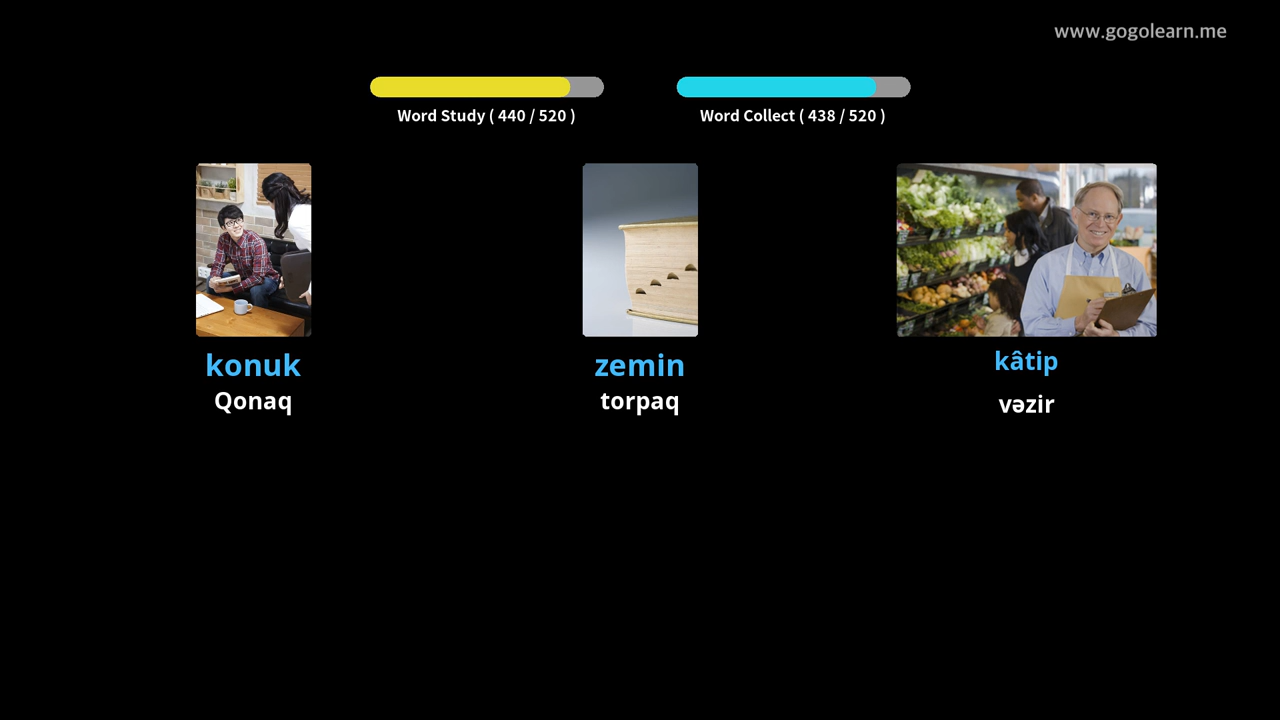 www.gogolearn.me
Word Study ( 440 / 520 )
Word Collect ( 438 / 520 )
konuk
Qonaq
zemin
torpaq
kâtip
vəzir